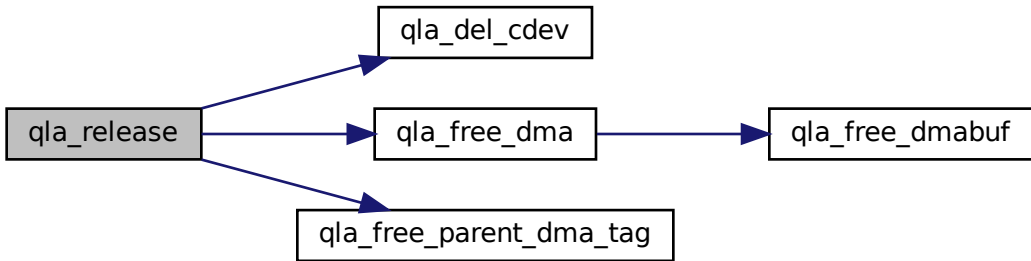 qla_del_cdev
qla_release
qla_free_dma
qla_free_dmabuf
qla_free_parent_dma_tag